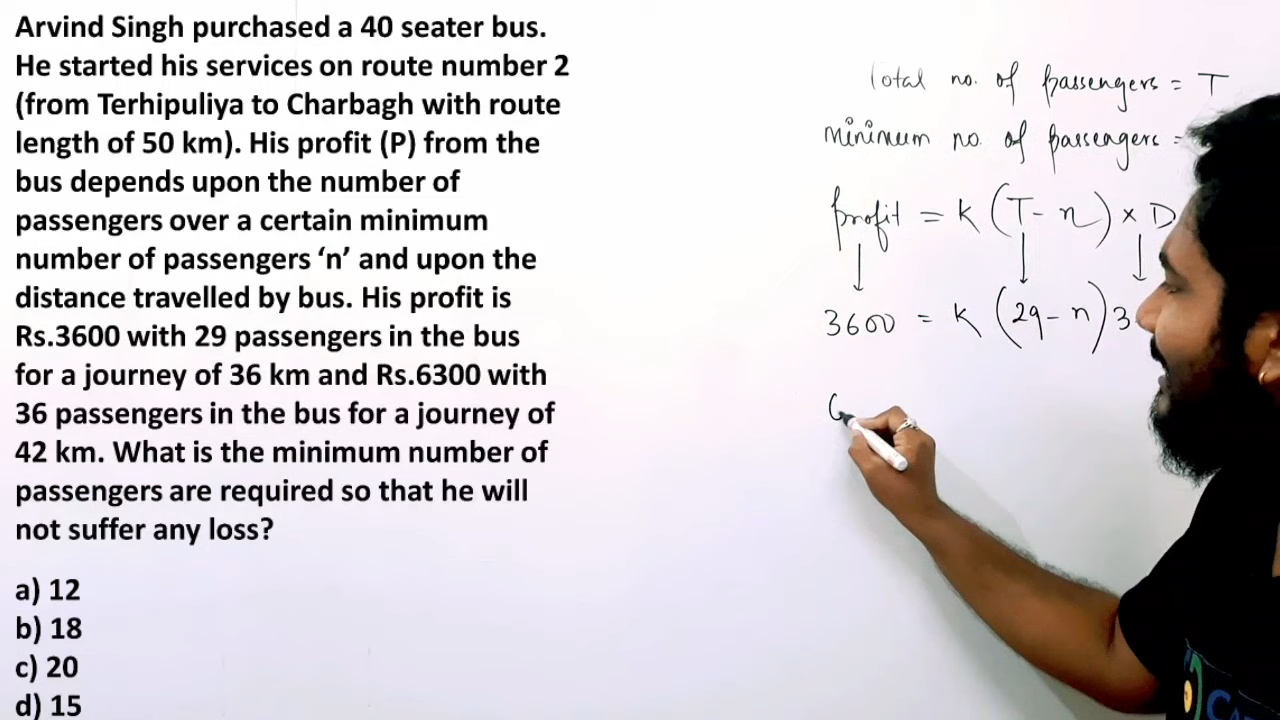 Arvind Singh purchased a 40 seater bus.
He started his services on route number 2
(from Terhipuliya to Charbagh with route
length of 50 km). His profit (P) from the
bus depends upon the number of
passengers over a certain minimum
number of passengers ‘n’ and upon the
distance travelled by bus. His profit is
Rs.3600 with 29 passengers in the bus
for a journey of 36 km and Rs.6300 with
36 passengers in the bus for a journey of
42 km. What is the minimum number of
passengers are required so that he will
not suffer any loss?
a) 12
b) 18
c) 20
d) 15
Total no. of passengers = T
minimum no. of passengers =
profit = K (T - n) × D
3600 = K (29 - n) 3